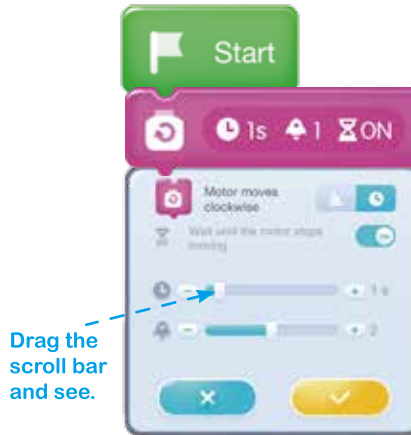 Start
1s 1 ON
Motor moves
clockwise
Wait until the motor stops
moving
ON
- + 1 s
- + 2
Drag the
scroll bar
and see.